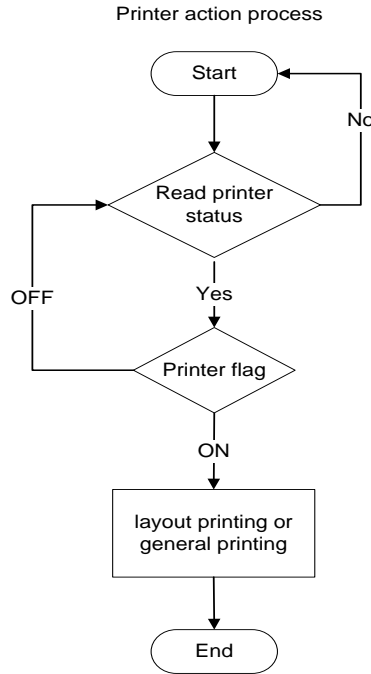 Printer action process
Start
No
Read printer
status
OFF
Yes
Printer flag
ON
layout printing or
general printing
End